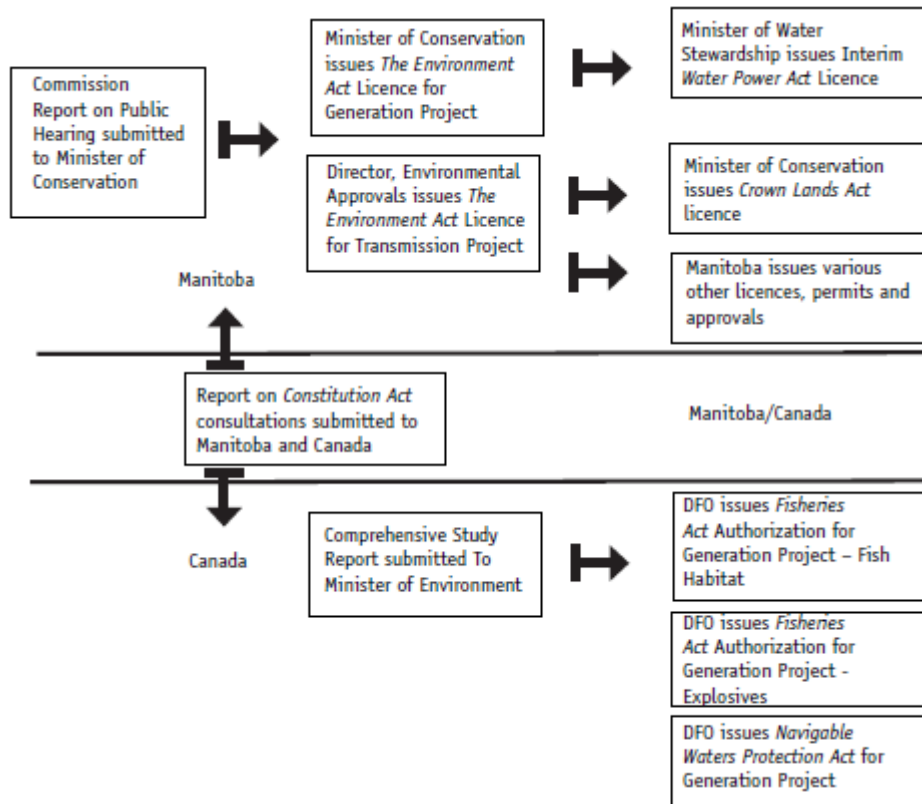 Commission
Report on Public
Hearing submitted
to Minister of
Conservation
Minister of Conservation
issues The Environment
Act Licence for
Generation Project
Minister of Water
Stewardship issues Interim
Water Power Act Licence
Director, Environmental
Approvals issues The
Environment Act Licence
for Transmission Project
Minister of Conservation
issues Crown Lands Act
licence
Manitoba issues various
other licences, permits and
approvals
Manitoba
Report on Constitution Act
consultations submitted to
Manitoba and Canada
Manitoba/Canada
Canada
Comprehensive Study
Report submitted To
Minister of Environment
DFO issues Fisheries
Act Authorization for
Generation Project – Fish
Habitat
DFO issues Fisheries
Act Authorization for
Generation Project -
Explosives
DFO issues Navigable
Waters Protection Act for
Generation Project